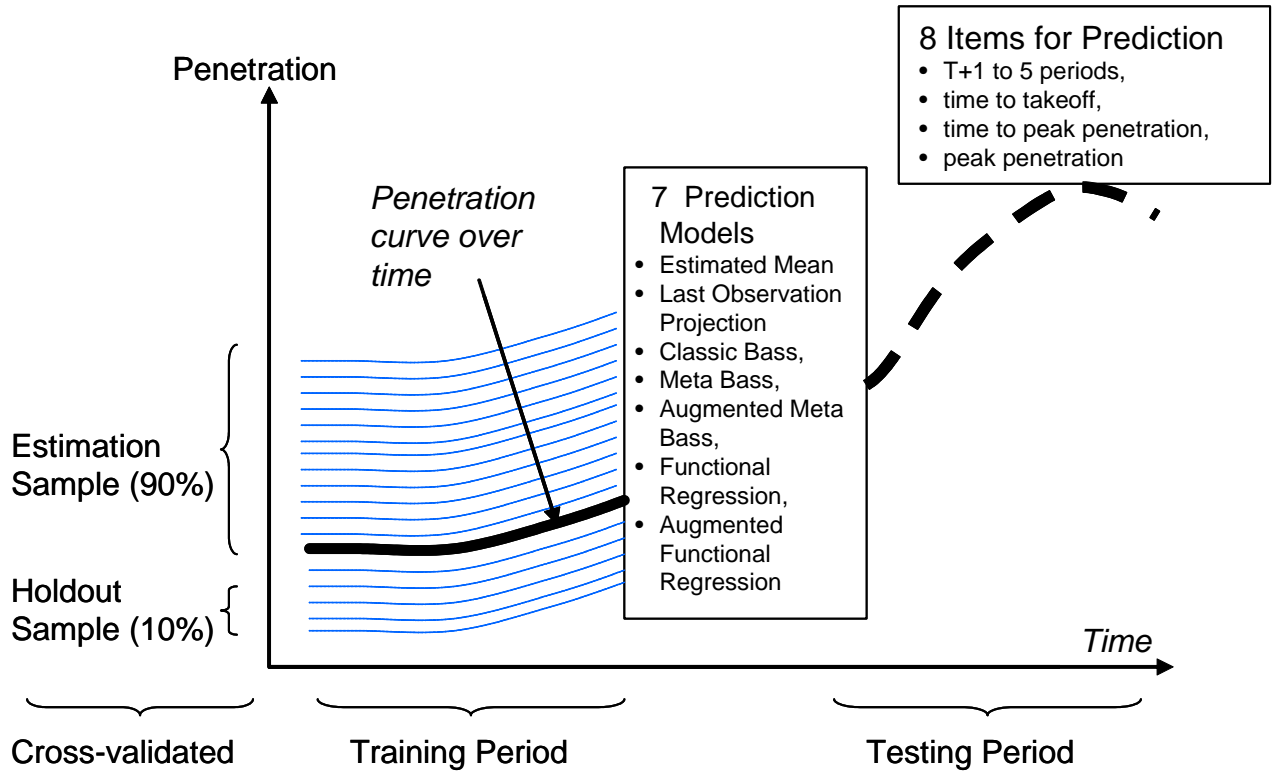 8 Items for Prediction
• T+1 to 5 periods,
• time to takeoff,
• time to peak penetration,
• peak penetration
Penetration
Penetration
curve over
time
7 Prediction
Models
• Estimated Mean
• Last Observation
Projection
• Classic Bass,
• Meta Bass,
• Augmented Meta
Bass,
• Functional
Regression,
• Augmented
Functional
Regression
Estimation
Sample (90%)
Holdout
Sample (10%)
Time
Cross-validated
Training Period
Testing Period